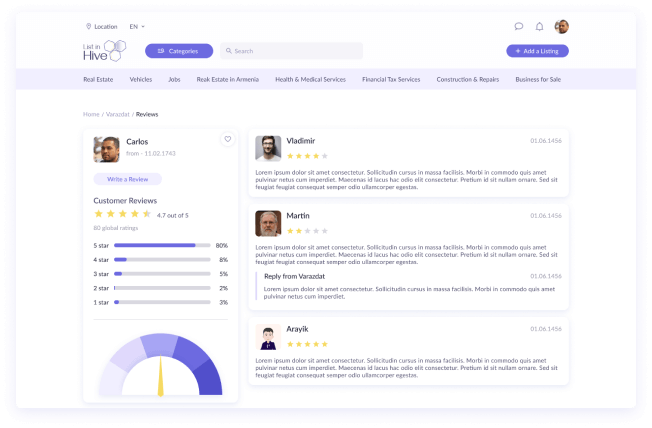 Location EN
List in
Hive
Categories
Search
+ Add a Listing
Real Estate Vehicles Jobs Reak Estate in Armenia Health & Medical Services Financial Tax Services Construction & Repairs Business for Sale
Home / Varazdat / Reviews
Carlos
from - 11.02.1743
Write a Review
Customer Reviews
4.7 out of 5
80 global ratings
5 star 80%
4 star 8%
3 star 5%
2 star 2%
1 star 3%
Vladimir 01.06.1456
Lorem ipsum dolor sit amet consectetur. Sollicitudin cursus in massa facilisis. Morbi in commodo quis amet
pulvinar netus cum imperdiet. Maecenas id lacus hac odio elit consectetur. Pretium id sit nullam ornare. Sed sit
feugiat feugiat consequat semper odio ullamcorper egestas.
Martin 01.06.1456
Lorem ipsum dolor sit amet consectetur. Sollicitudin cursus in massa facilisis. Morbi in commodo quis amet
pulvinar netus cum imperdiet. Maecenas id lacus hac odio elit consectetur. Pretium id sit nullam ornare. Sed sit
feugiat feugiat consequat semper odio ullamcorper egestas.
Reply from Varazdat 01.06.1456
Lorem ipsum dolor sit amet consectetur. Sollicitudin cursus in massa facilisis. Morbi in commodo quis amet
pulvinar netus cum imperdiet.
Arayik 01.06.1456
Lorem ipsum dolor sit amet consectetur. Sollicitudin cursus in massa facilisis. Morbi in commodo quis amet
pulvinar netus cum imperdiet. Maecenas id lacus hac odio elit consectetur. Pretium id sit nullam ornare. Sed sit
feugiat feugiat consequat semper odio ullamcorper egestas.